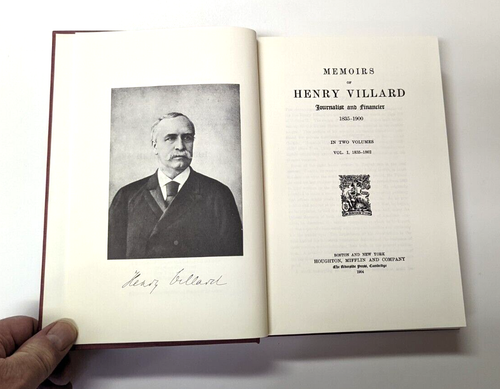 Henry Villard
MEMOIRS
OF
HENRY VILLARD
Journalist and Financier
1835-1900
IN TWO VOLUMES
VOL. I. 1835-1863
BOSTON AND NEW YORK
HOUGHTON, MIFFLIN AND COMPANY
The Riverside Press, Cambridge
1904